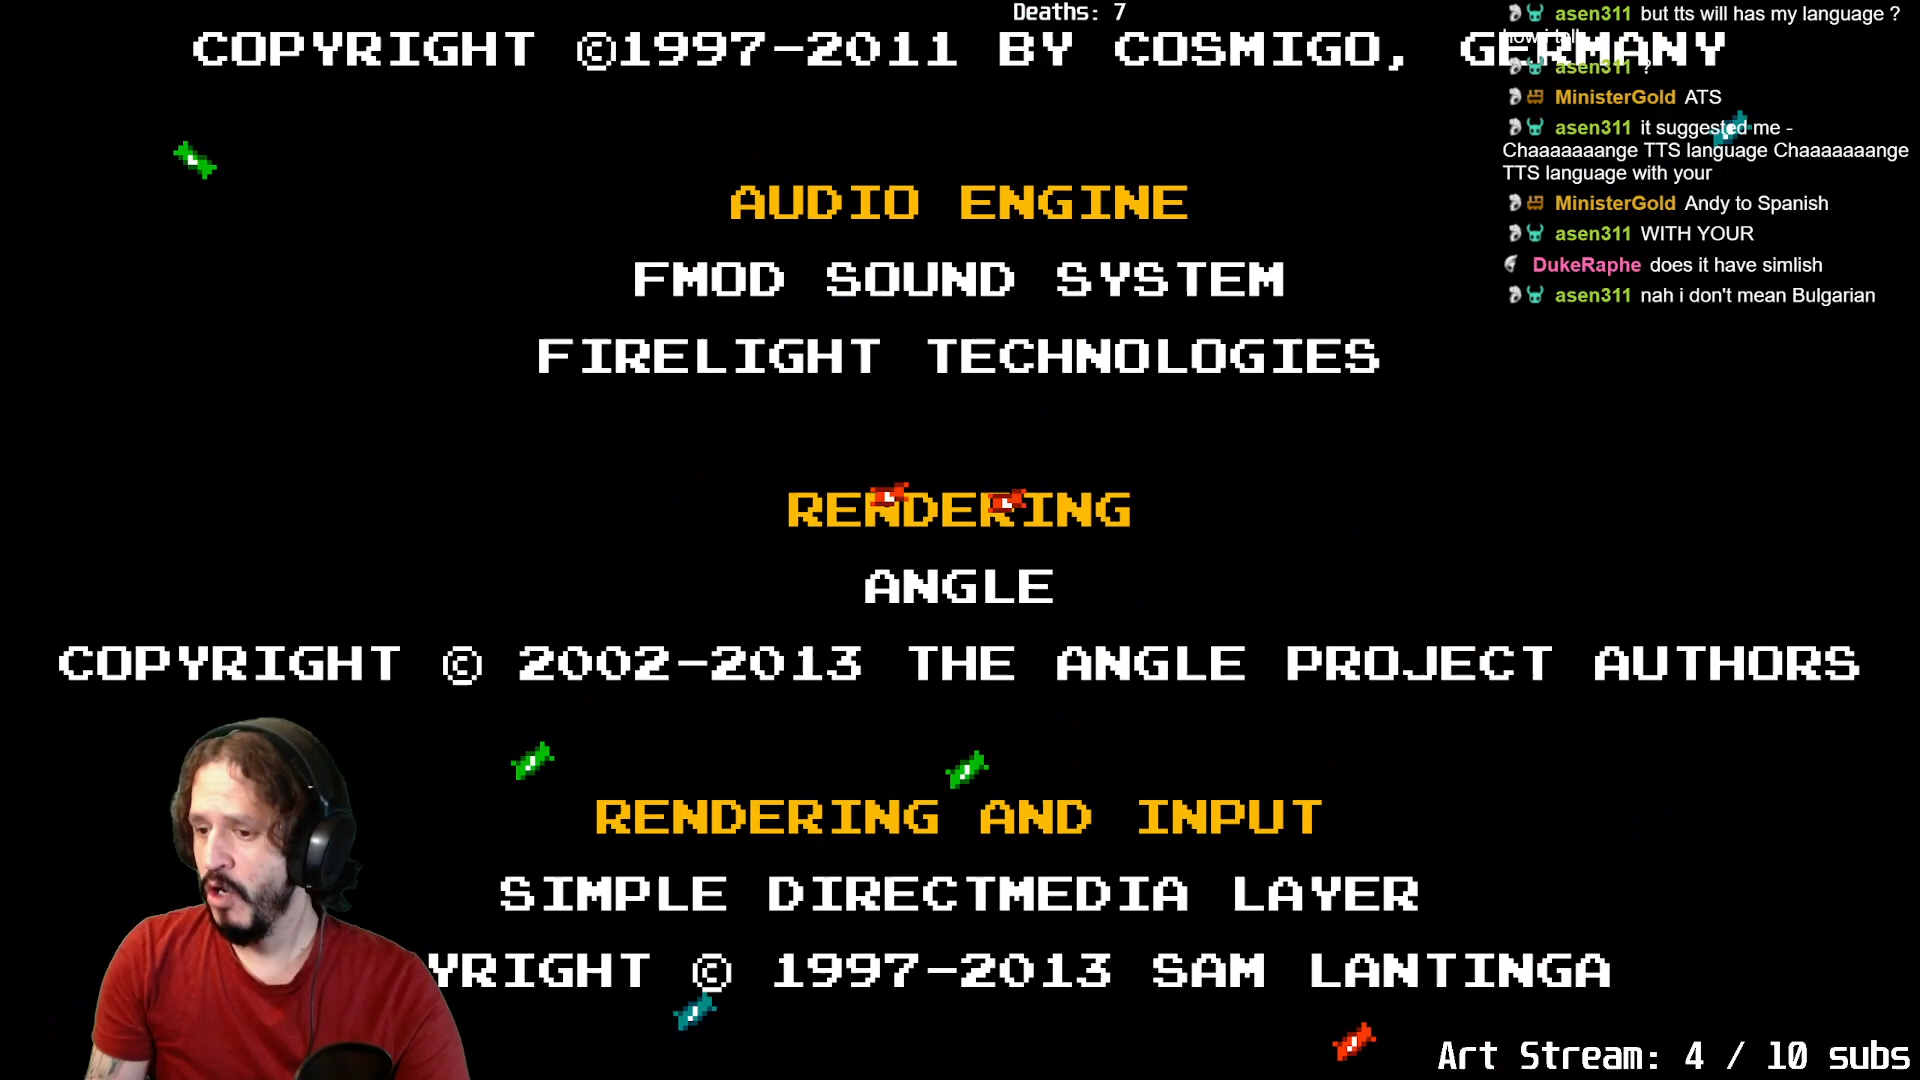 Deaths: 7
COPYRIGHT ©1997-2011 BY COSMIGO, GERMANY
AUDIO ENGINE
FMOD SOUND SYSTEM
FIRELIGHT TECHNOLOGIES
RENDERING
ANGLE
COPYRIGHT © 2002-2013 THE ANGLE PROJECT AUTHORS
RENDERING AND INPUT
SIMPLE DIRECTMEDIA LAYER
YRIGHT © 1997-2013 SAM LANTINGA
asen311 but tts will has my language ?
how i tell
asen311 ?
MinisterGold ATS
asen311 it suggested me -
Chaaaaaaange TTS language Chaaaaaaange
TTS language with your
MinisterGold Andy to Spanish
asen311 WITH YOUR
DukeRaphe does it have simlish
asen311 nah i don't mean Bulgarian
Art Stream: 4 / 10 subs